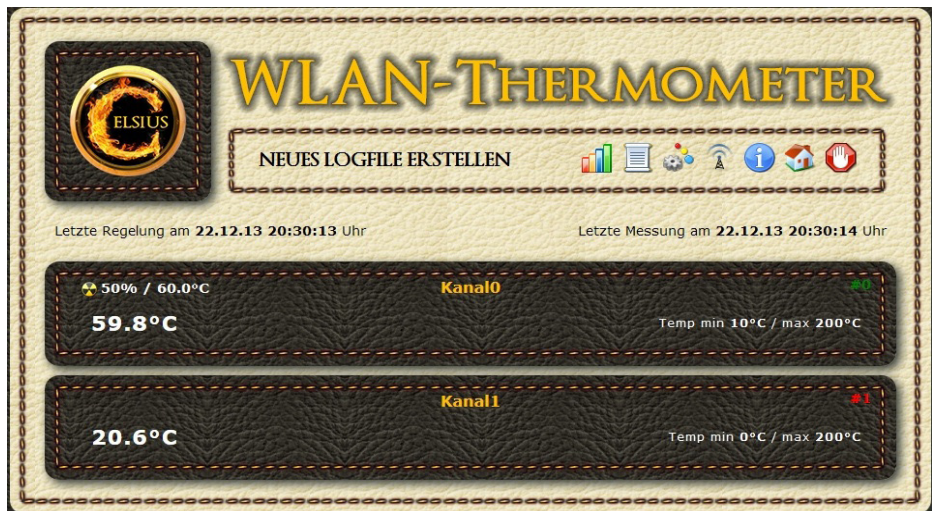 WLAN-THERMOMETER
CELSIUS
NEUES LOGFILE ERSTELLEN
Letzte Regelung am 22.12.13 20:30:13 Uhr
Letzte Messung am 22.12.13 20:30:14 Uhr
50% / 60.0°C
Kanal0
#0
59.8°C
Temp min 10°C / max 200°C
Kanal1
#1
20.6°C
Temp min 0°C / max 200°C